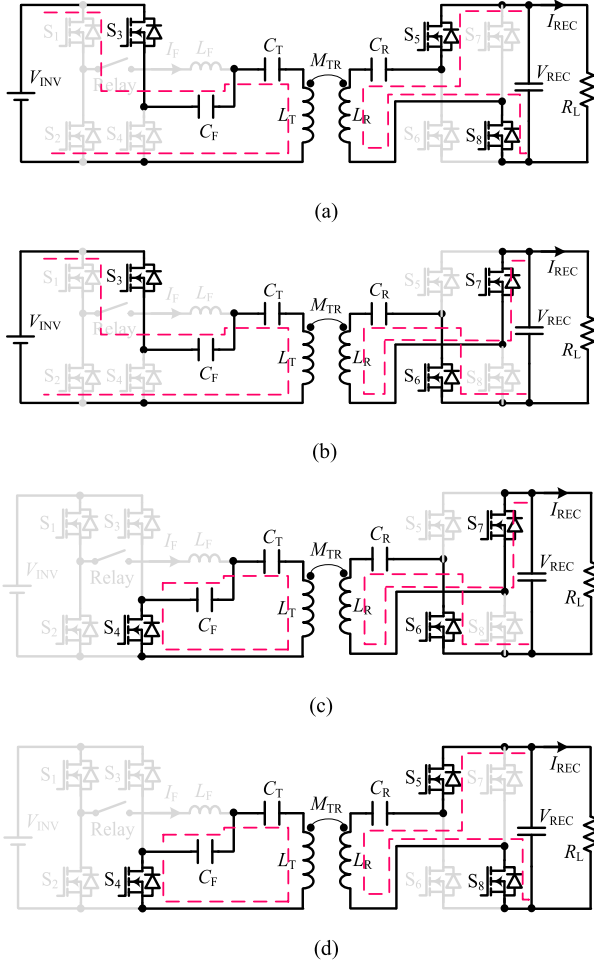 S1 S3 CT MTR CR S5 S7 IREC
VINV Relay IF LF LT LR VREC RL
S2 S4 CF S6 S8
(a)
S1 S3 CT MTR CR S5 S7 IREC
VINV Relay IF LF LT LR VREC RL
S2 S4 CF S6 S8
(b)
S1 S3 CT MTR CR S5 S7 IREC
VINV Relay IF LF LT LR VREC RL
S2 S4 CF S6 S8
(c)
S1 S3 CT MTR CR S5 S7 IREC
VINV Relay IF LF LT LR VREC RL
S2 S4 CF S6 S8
(d)